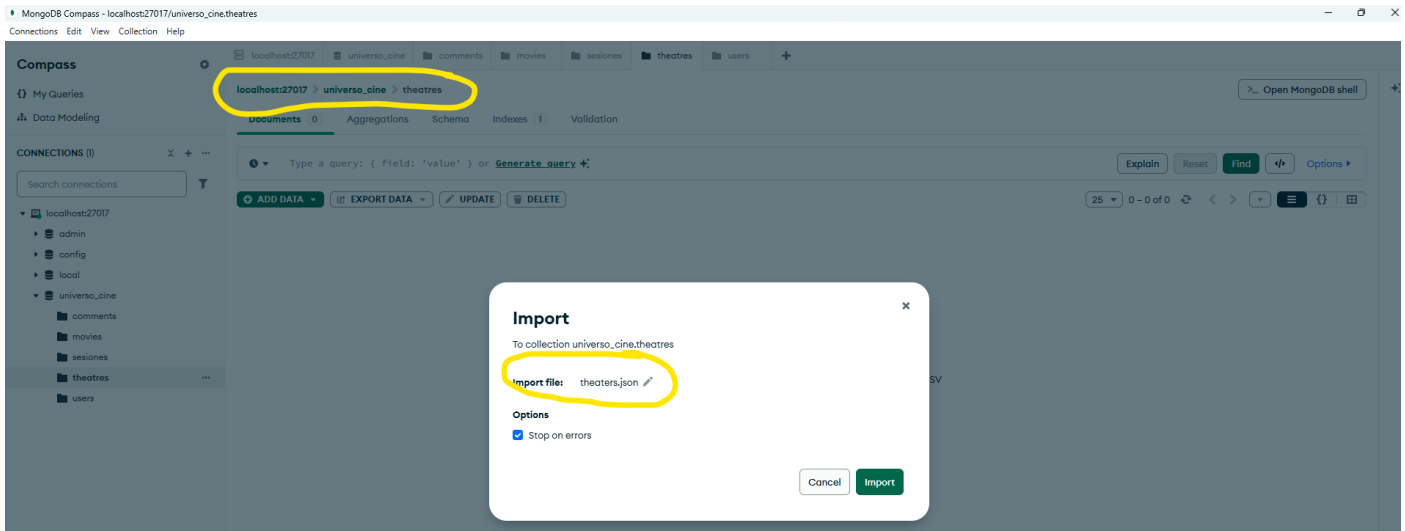 MongoDB Compass - localhost:27017/universo_cine.theatres
Connections Edit View Collection Help
Compass
My Queries
Data Modeling
CONNECTIONS (1)
Search connections
localhost:27017
admin
config
local
universo_cine
comments
movies
sesiones
theatres
users
localhost:27017 universo_cine comments movies sesiones theatres users
localhost:27017 > universo_cine > theatres
>_ Open MongoDB shell
Documents 0 Aggregations Schema Indexes 1 Validation
Type a query: { field: 'value' } or Generate query
Explain Reset Find </> Options
ADD DATA EXPORT DATA UPDATE DELETE
25 0 – 0 of 0
Import
To collection universo_cine.theatres
Import file: theaters.json
SV
Options
Stop on errors
Cancel Import